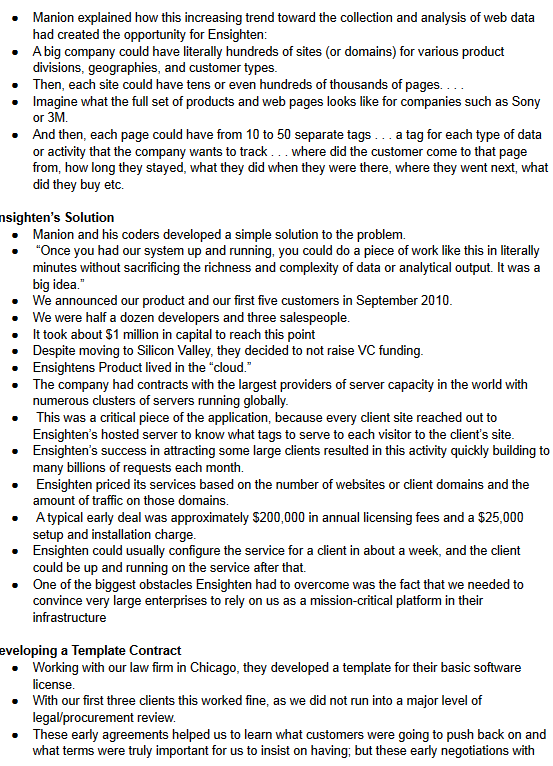 • Manion explained how this increasing trend toward the collection and analysis of web data
had created the opportunity for Ensighten:
• A big company could have literally hundreds of sites (or domains) for various product
divisions, geographies, and customer types.
• Then, each site could have tens or even hundreds of thousands of pages. . . .
• Imagine what the full set of products and web pages looks like for companies such as Sony
or 3M.
• And then, each page could have from 10 to 50 separate tags . . . a tag for each type of data
or activity that the company wants to track . . . where did the customer come to that page
from, how long they stayed, what they did when they were there, where they went next, what
did they buy etc.
nsighten's Solution
• Manion and his coders developed a simple solution to the problem.
• “Once you had our system up and running, you could do a piece of work like this in literally
minutes without sacrificing the richness and complexity of data or analytical output. It was a
big idea.”
• We announced our product and our first five customers in September 2010.
• We were half a dozen developers and three salespeople.
• It took about $1 million in capital to reach this point
• Despite moving to Silicon Valley, they decided to not raise VC funding.
• Ensightens Product lived in the “cloud.”
• The company had contracts with the largest providers of server capacity in the world with
numerous clusters of servers running globally.
• This was a critical piece of the application, because every client site reached out to
Ensighten's hosted server to know what tags to serve to each visitor to the client's site.
• Ensighten's success in attracting some large clients resulted in this activity quickly building to
many billions of requests each month.
• Ensighten priced its services based on the number of websites or client domains and the
amount of traffic on those domains.
• A typical early deal was approximately $200,000 in annual licensing fees and a $25,000
setup and installation charge.
• Ensighten could usually configure the service for a client in about a week, and the client
could be up and running on the service after that.
• One of the biggest obstacles Ensighten had to overcome was the fact that we needed to
convince very large enterprises to rely on us as a mission-critical platform in their
infrastructure
eveloping a Template Contract
• Working with our law firm in Chicago, they developed a template for their basic software
license.
• With our first three clients this worked fine, as we did not run into a major level of
legal/procurement review.
• These early agreements helped us to learn what customers were going to push back on and
what terms were truly important for us to insist on having; but these early negotiations with